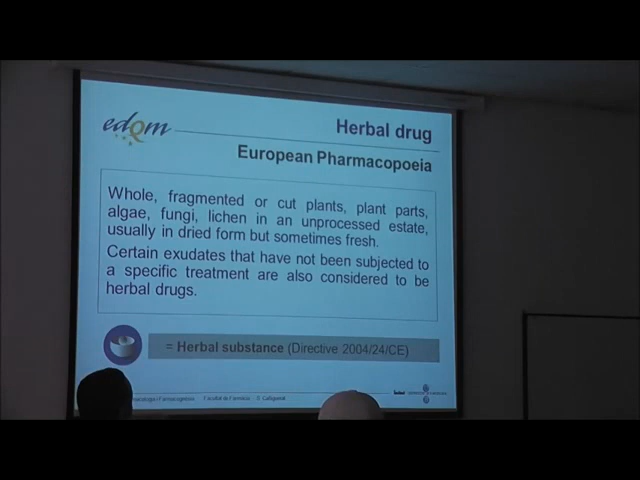 edqm
Herbal drug
European Pharmacopoeia
Whole, fragmented or cut plants, plant parts,
algae, fungi, lichen in an unprocessed estate,
usually in dried form but sometimes fresh.
Certain exudates that have not been subjected to
a specific treatment are also considered to be
herbal drugs.
= Herbal substance (Directive 2004/24/CE)
Facultat de Farmàcia